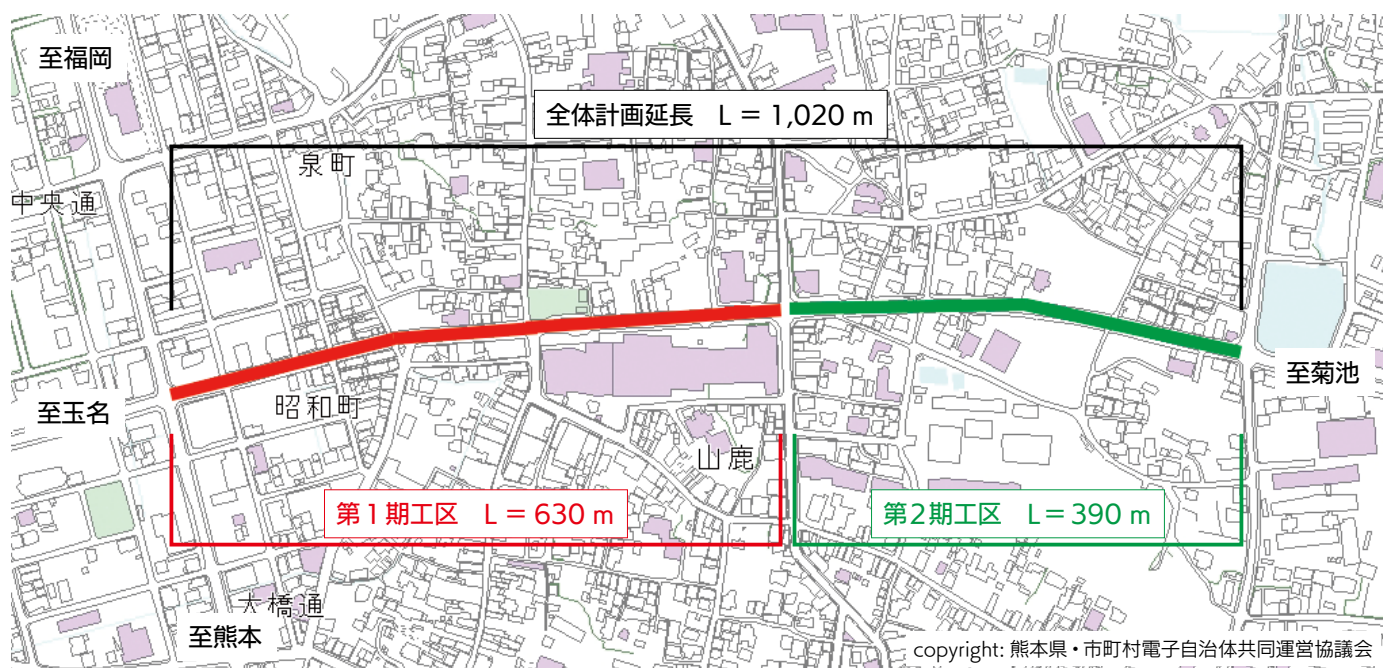 至福岡
全体計画延長　L = 1,020 m
泉町
中央通
至菊池
至玉名
昭和町
山鹿
第1期工区　L = 630 m
第2期工区　L = 390 m
大橋通
至熊本
copyright: 熊本県・市町村電子自治体共同運営協議会